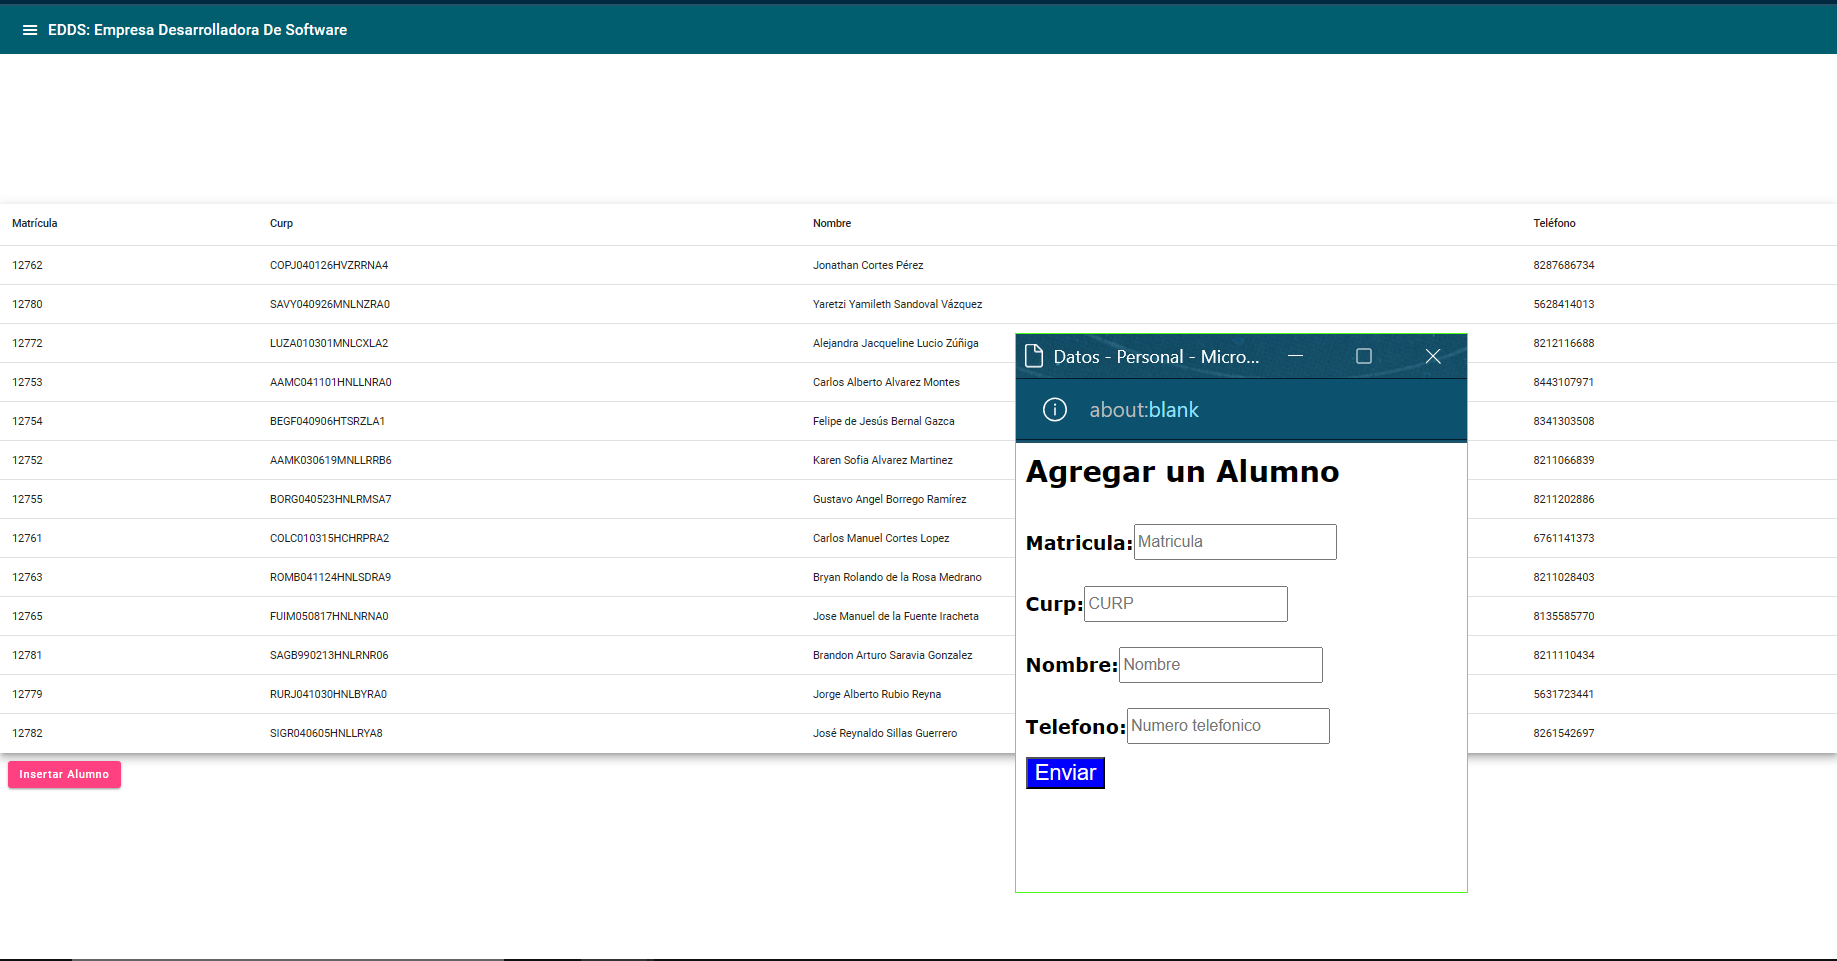 EDDS: Empresa Desarrolladora De Software
Matrícula Curp Nombre Teléfono
12762 COPJ040126HVZRRNA4 Jonathan Cortes Pérez 8287686734
12780 SAVY040926MNLNZRA0 Yaretzi Yamileth Sandoval Vázquez 5628414013
12772 LUZA010301MNLCXLA2 Alejandra Jacqueline Lucio Zúñiga 8212116688
12753 AAMC041101HNLLNRA0 Carlos Alberto Alvarez Montes 8443107971
12754 BEGF040906HTSRZLA1 Felipe de Jesús Bernal Gazca 8341303508
12752 AAMK030619MNLLRRB6 Karen Sofia Alvarez Martinez 8211066839
12755 BORG040523HNLRMSA7 Gustavo Angel Borrego Ramírez 8211202886
12761 COLC010315HCHRPRA2 Carlos Manuel Cortes Lopez 6761141373
12763 ROMB041124HNLSDRA9 Bryan Rolando de la Rosa Medrano 8211028403
12765 FUIM050817HNLNRNA0 Jose Manuel de la Fuente Iracheta 8135585770
12781 SAGB990213HNLRNR06 Brandon Arturo Saravia Gonzalez 8211110434
12779 RURJ041030HNLBYRA0 Jorge Alberto Rubio Reyna 5631723441
12782 SIGR040605HNLLRYA8 José Reynaldo Sillas Guerrero 8261542697
Insertar Alumno
Datos - Personal - Micro...
about:blank
Agregar un Alumno
Matricula: Matricula
Curp: CURP
Nombre: Nombre
Telefono: Numero telefonico
Enviar